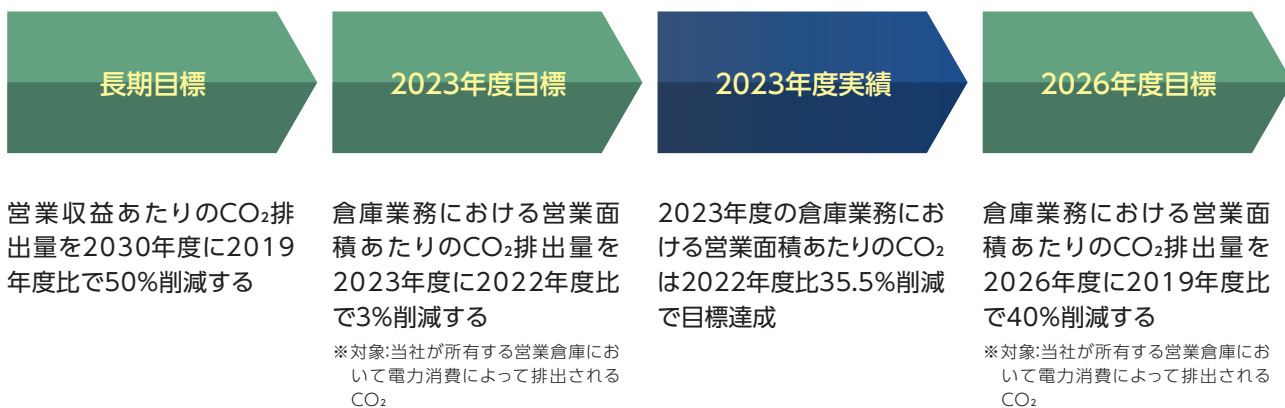 長期目標
営業収益あたりのCO₂排
出量を2030年度に2019
年度比で50%削減する
2023年度目標
倉庫業務における営業面
積あたりのCO₂排出量を
2023年度に2022年度比
で3%削減する
※対象:当社が所有する営業倉庫にお
いて電力消費によって排出される
CO₂
2023年度実績
2023年度の倉庫業務にお
ける営業面積あたりのCO₂
は2022年度比35.5%削減
で目標達成
2026年度目標
倉庫業務における営業面
積あたりのCO₂排出量を
2026年度に2019年度比
で40%削減する
※対象:当社が所有する営業倉庫にお
いて電力消費によって排出される
CO₂